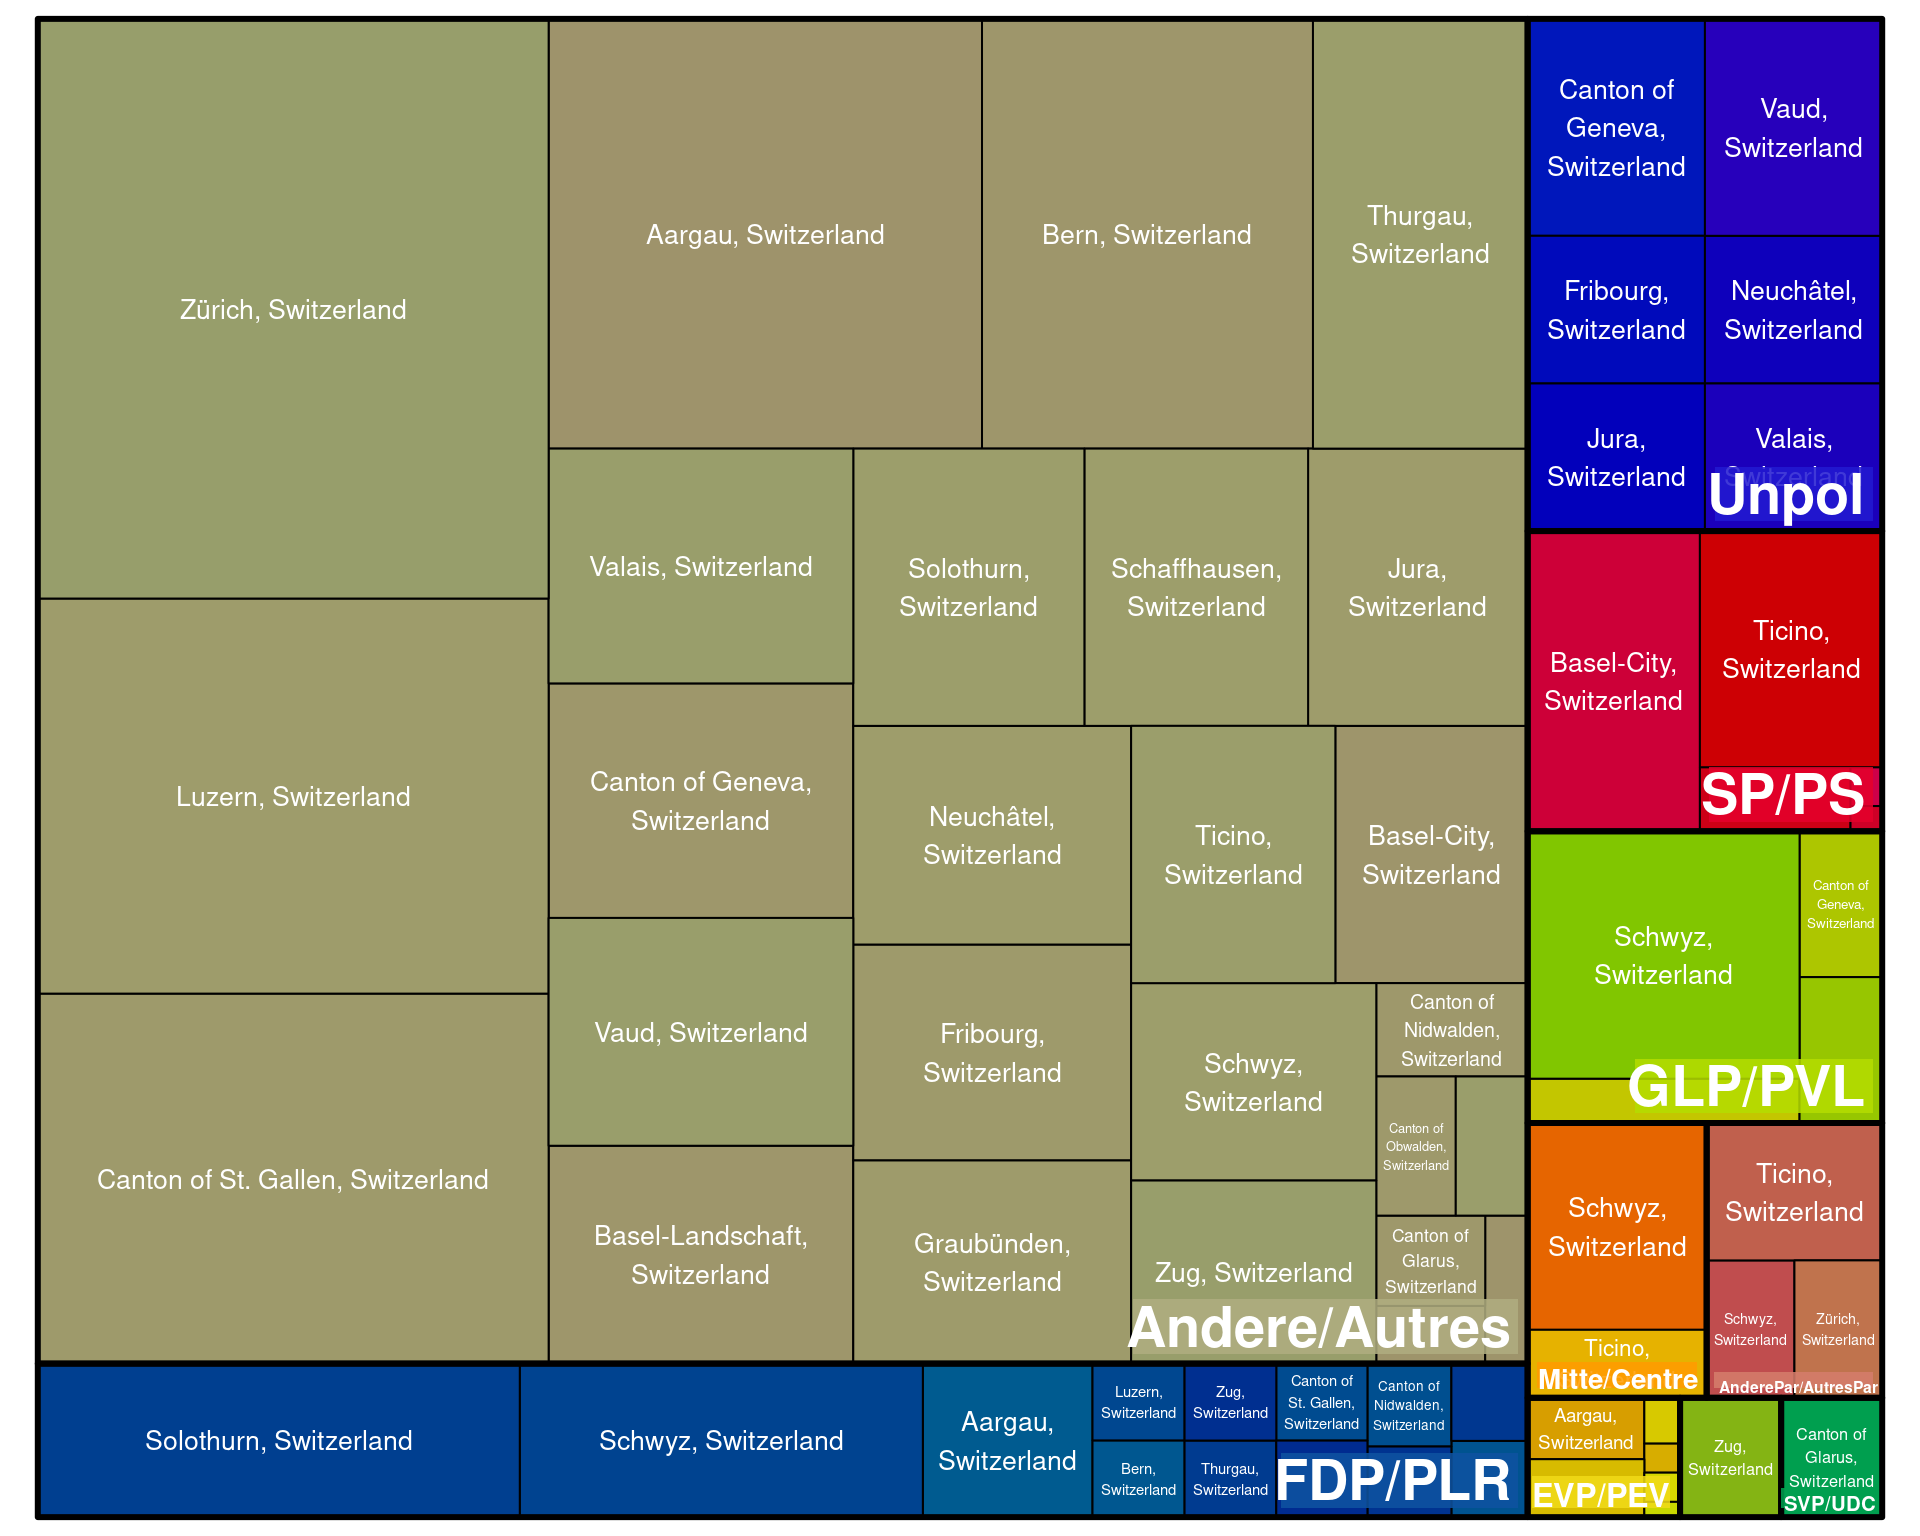 Zürich, Switzerland
Luzern, Switzerland
Canton of St. Gallen, Switzerland
Aargau, Switzerland
Bern, Switzerland
Thurgau,
Switzerland
Valais, Switzerland
Canton of Geneva,
Switzerland
Vaud, Switzerland
Basel-Landschaft,
Switzerland
Solothurn,
Switzerland
Schaffhausen,
Switzerland
Jura,
Switzerland
Neuchâtel,
Switzerland
Fribourg,
Switzerland
Graubünden,
Switzerland
Ticino,
Switzerland
Basel-City,
Switzerland
Schwyz,
Switzerland
Zug, Switzerland
Canton of
Nidwalden,
Switzerland
Canton of
Obwalden,
Switzerland
Canton of
Glarus,
Switzerland
Andere/Autres
Solothurn, Switzerland
Schwyz, Switzerland
Aargau,
Switzerland
Luzern,
Switzerland
Bern,
Switzerland
Zug,
Switzerland
Thurgau,
Switzerland
Canton of
St. Gallen,
Switzerland
Canton of
Nidwalden,
Switzerland
FDP/PLR
Canton of
Geneva,
Switzerland
Vaud,
Switzerland
Fribourg,
Switzerland
Neuchâtel,
Switzerland
Jura,
Switzerland
Valais,
Switzerland
Unpol
Basel-City,
Switzerland
Ticino,
Switzerland
SP/PS
Schwyz,
Switzerland
Canton of
Geneva,
Switzerland
GLP/PVL
Schwyz,
Switzerland
Ticino,
Mitte/Centre
Ticino,
Switzerland
Schwyz,
Switzerland
Zürich,
Switzerland
AnderePar/AutresPar
Aargau,
Switzerland
EVP/PEV
Zug,
Switzerland
Canton of
Glarus,
Switzerland
SVP/UDC